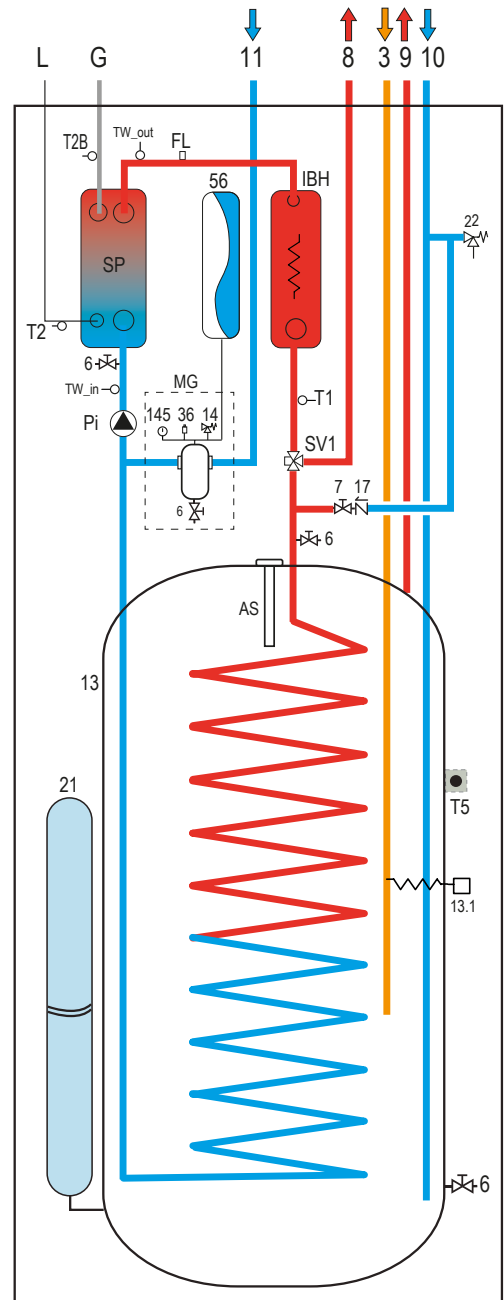 L G 11 8 3 9 10
T2B TW_out FL
56 IBH
22
SP
T2
6
TW_in
MG
T1
145 36 14
Pi
SV1
6
7 17
6
AS
13
21
T5
13.1
6